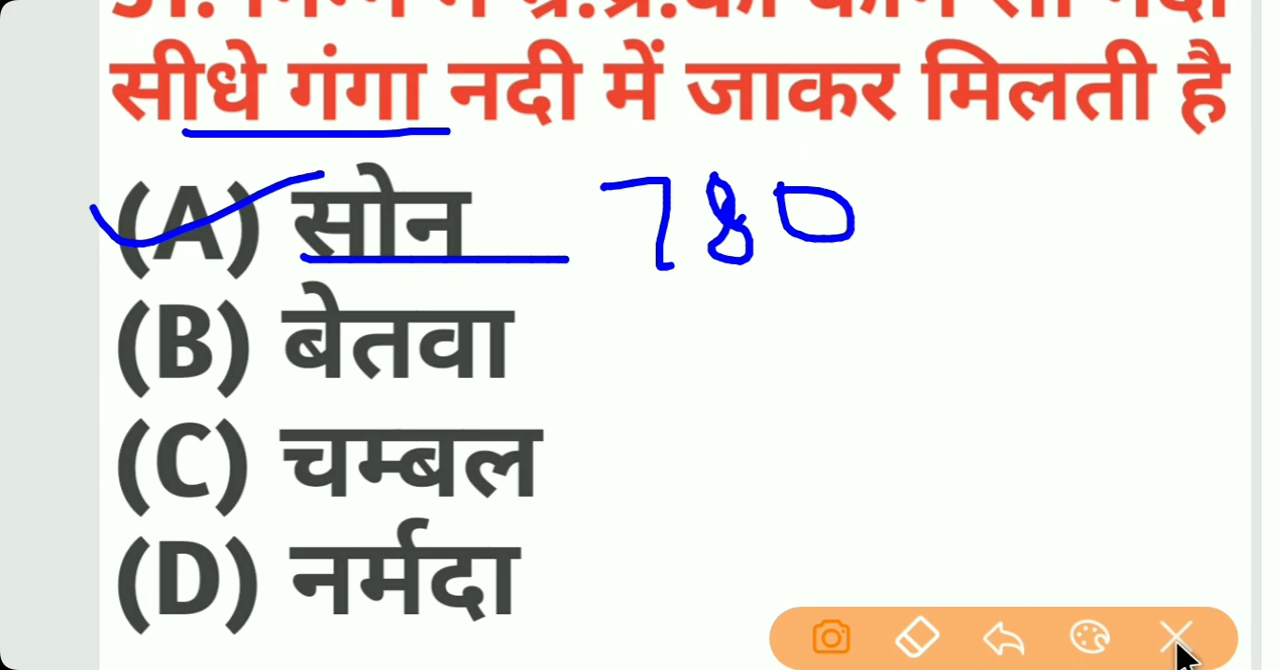 सीधे गंगा नदी में जाकर मिलती है
(A) सोन 780
(B) बेतवा
(C) चम्बल
(D) नर्मदा